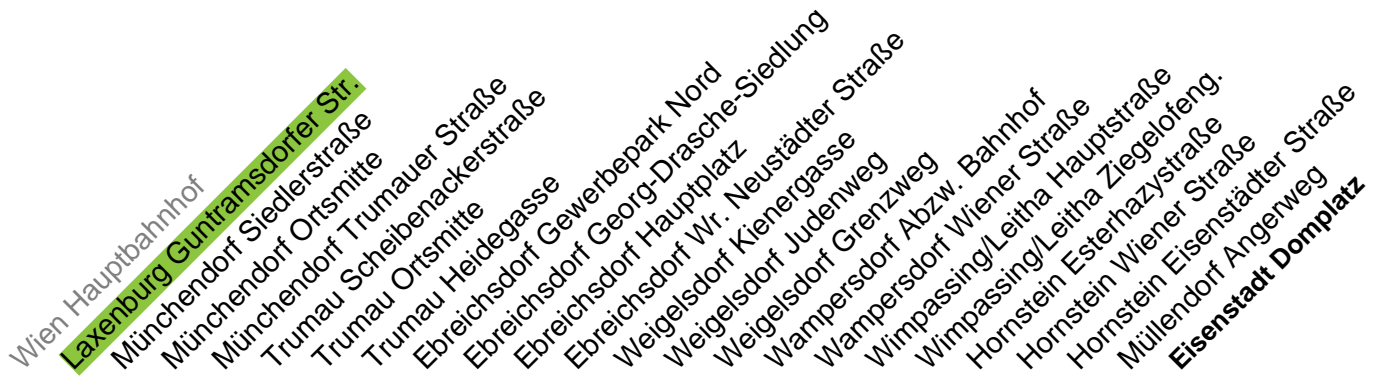 Wien Hauptbahnhof
Laxenburg Guntramsdorfer Str.
Münchendorf Siedlerstraße
Münchendorf Ortsmitte
Münchendorf Trumauer Straße
Trumau Scheibenackerstraße
Trumau Ortsmitte
Trumau Heidegasse
Ebreichsdorf Gewerbepark Nord
Ebreichsdorf Georg-Drasche-Siedlung
Ebreichsdorf Hauptplatz
Ebreichsdorf Wr. Neustädter Straße
Weigelsdorf Kienergasse
Weigelsdorf Judenweg
Weigelsdorf Grenzweg
Wampersdorf Abzw. Bahnhof
Wampersdorf Wiener Straße
Wimpassing/Leitha Hauptstraße
Wimpassing/Leitha Ziegelofeng.
Hornstein Esterhazystraße
Hornstein Wiener Straße
Hornstein Eisenstädter Straße
Müllendorf Angerweg
Eisenstadt Domplatz